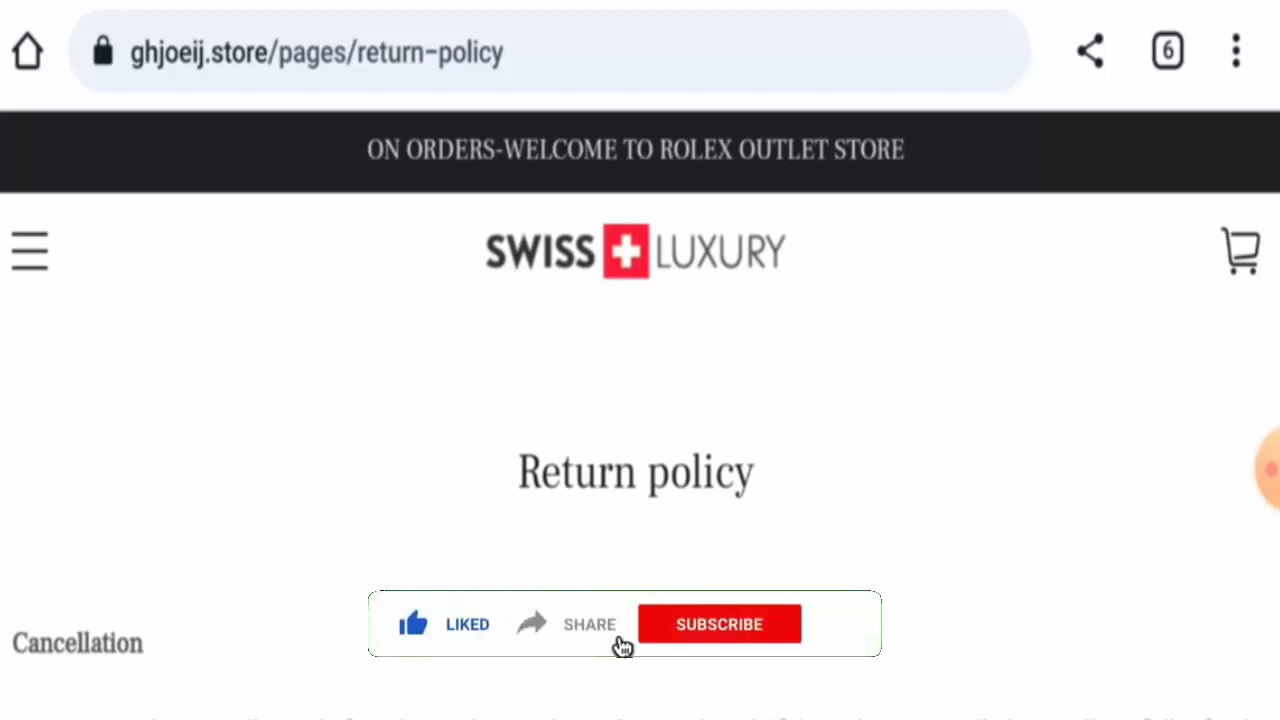 ghjoeij.store/pages/return-policy
6
ON ORDERS-WELCOME TO ROLEX OUTLET STORE
SWISS LUXURY
Return policy
LIKED SHARE SUBSCRIBE
Cancellation